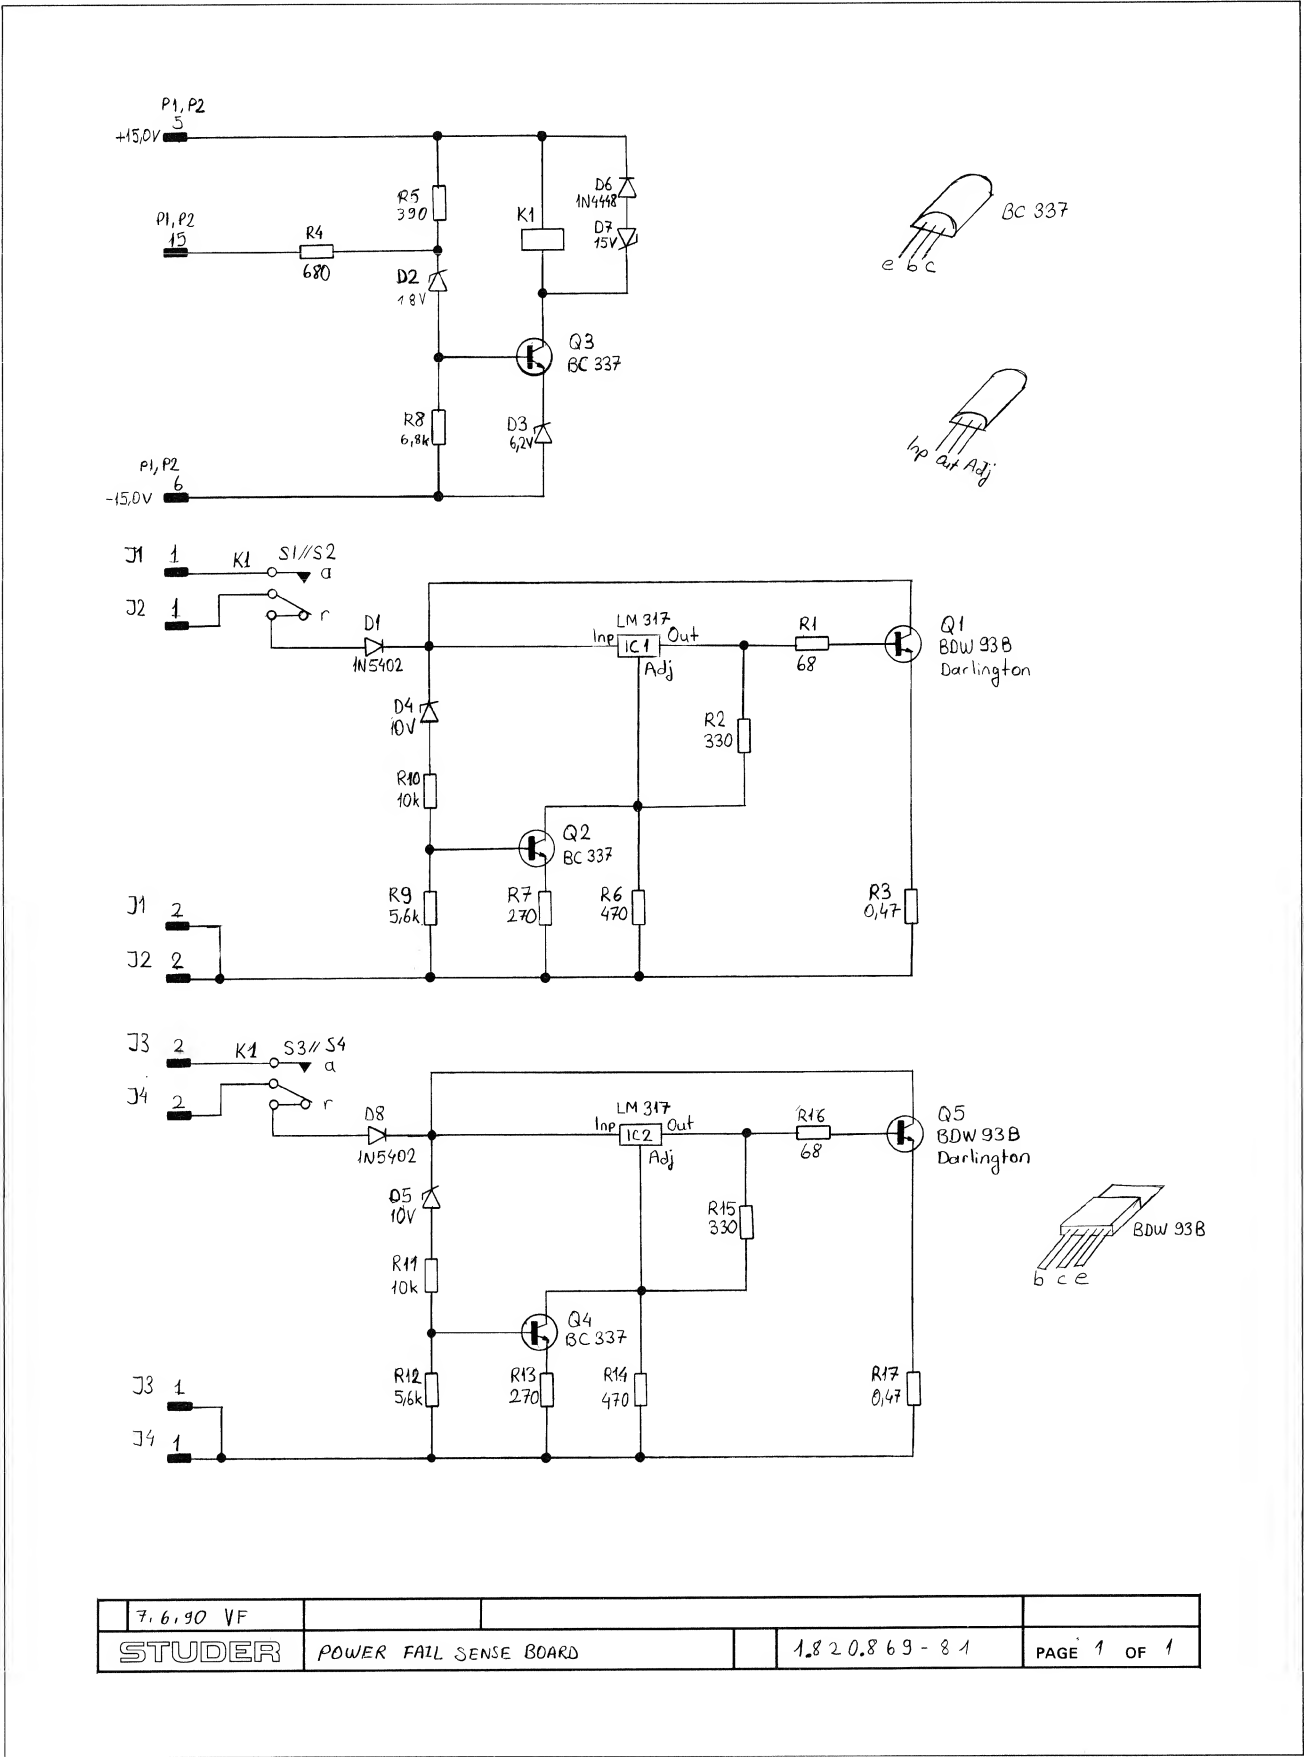 P1, P2
5
+15,0V
R5
390
K1
D6
1N4448
D7
15V
BC 337
e b c
P1, P2
15
R4
680
D2
18V
Q3
BC 337
R8
6,8k
D3
6,2V
Inp Out Adj
P1, P2
6
-15,0V
J1 1
K1 S1//S2
a
J2 1
r
D1
1N5402
LM 317
Inp IC1 Out
Adj
R1
68
Q1
BDW 93B
Darlington
D4
10V
R2
330
R10
10k
Q2
BC 337
R9
5,6k
R7
270
R6
470
R3
0,47
J1 2
J2 2
J3 2
K1 S3// S4
a
J4 2
r
D8
1N5402
LM 317
Inp IC2 Out
Adj
R16
68
Q5
BDW 93B
Darlington
D5
10V
R15
330
BDW 93B
b c e
R11
10k
Q4
BC 337
R12
5,6k
R13
270
R14
470
R17
0,47
J3 1
J4 1
7.6.90 VF
STUDER
POWER FAIL SENSE BOARD
1.820.869-81
PAGE 1 OF 1